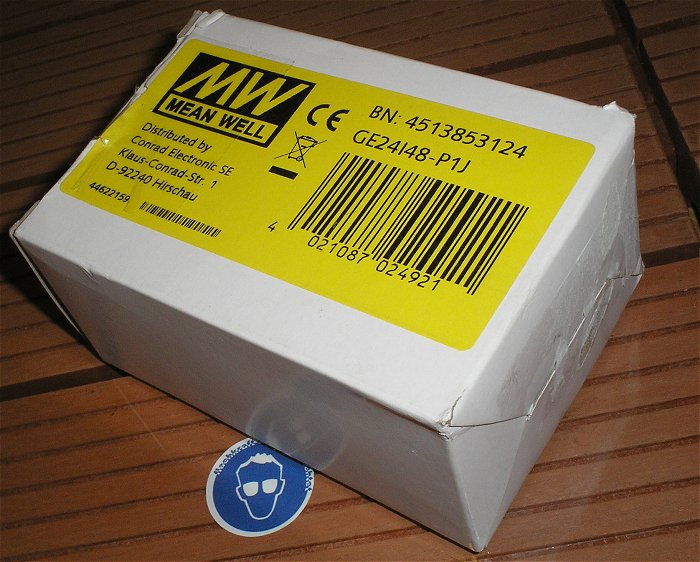 MW
MEAN WELL
CE
BN: 4513853124
GE24I48-P1J
Distributed by
Conrad Electronic SE
Klaus-Conrad-Str. 1
D-92240 Hirschau
44622159
4 021087 024921